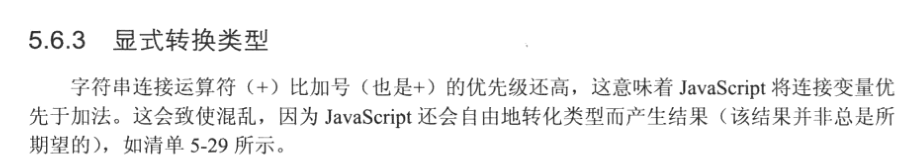 5.6.3 显式转换类型
字符串连接运算符（+）比加号（也是+）的优先级还高，这意味着 JavaScript 将连接变量优
先于加法。这会致使混乱，因为 JavaScript 还会自由地转化类型而产生结果（该结果并非总是所
期望的），如清单 5-29 所示。